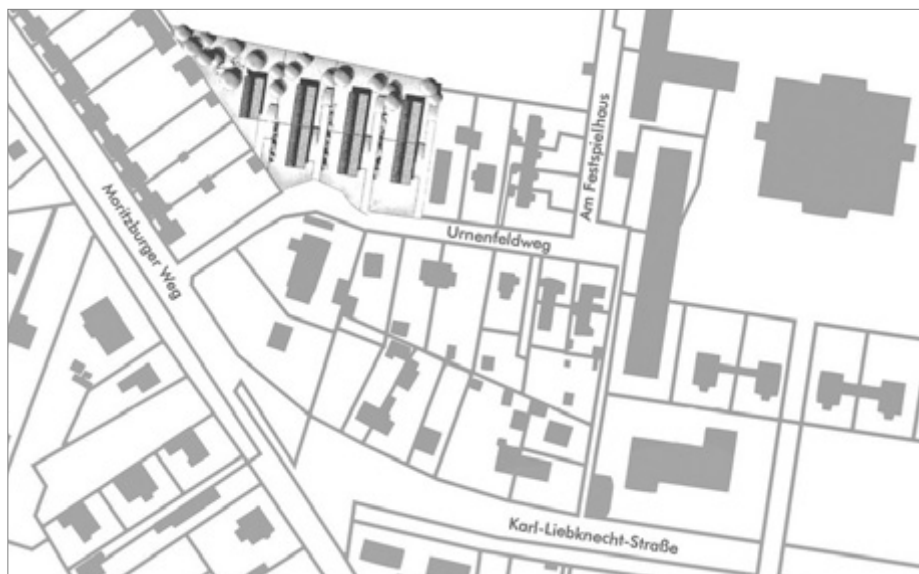 Am Festspielhaus
Moritzburger Weg
Urnenfeldweg
Karl-Liebknecht-Straße